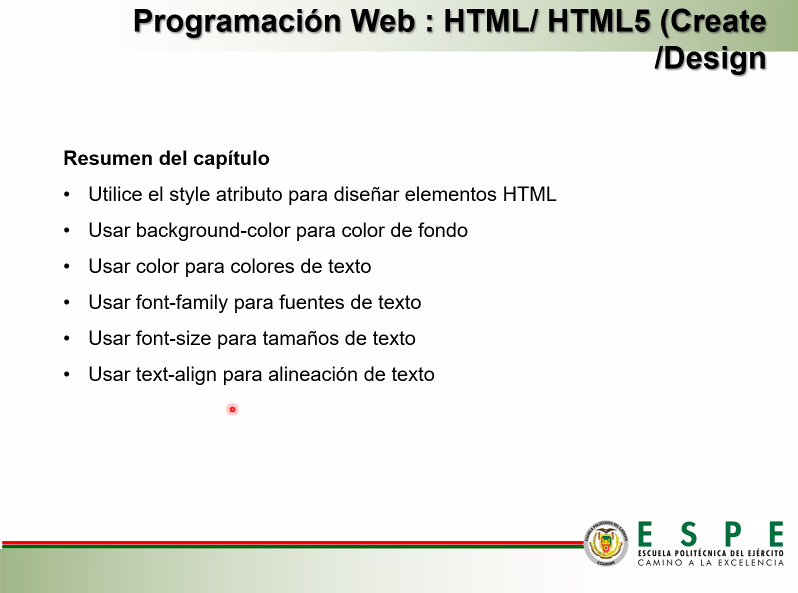 Programación Web : HTML/ HTML5 (Create
/Design
Resumen del capítulo
• Utilice el style atributo para diseñar elementos HTML
• Usar background-color para color de fondo
• Usar color para colores de texto
• Usar font-family para fuentes de texto
• Usar font-size para tamaños de texto
• Usar text-align para alineación de texto
E S P E
ESCUELA POLITÉCNICA DEL EJÉRCITO
CAMINO A LA EXCELENCIA